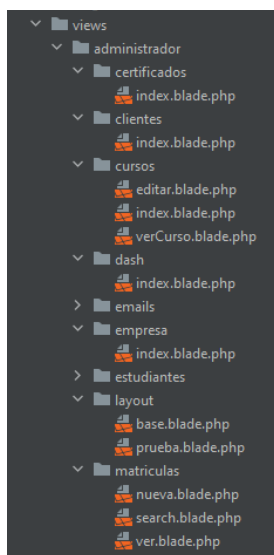 views
administrador
certificados
index.blade.php
clientes
index.blade.php
cursos
editar.blade.php
index.blade.php
verCurso.blade.php
dash
index.blade.php
emails
empresa
index.blade.php
estudiantes
layout
base.blade.php
prueba.blade.php
matriculas
nueva.blade.php
search.blade.php
ver.blade.php